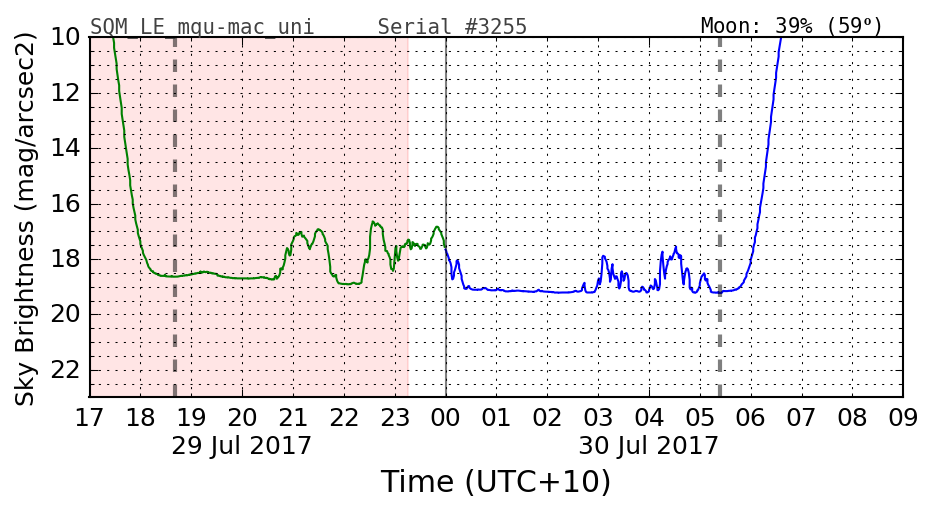 SQM_LE_mqu-mac_uni Serial #3255 Moon: 39% (59°)
10
12
14
16
18
20
22
Sky Brightness (mag/arcsec2)
17 18 19 20 21 22 23 00 01 02 03 04 05 06 07 08 09
29 Jul 2017 30 Jul 2017
Time (UTC+10)